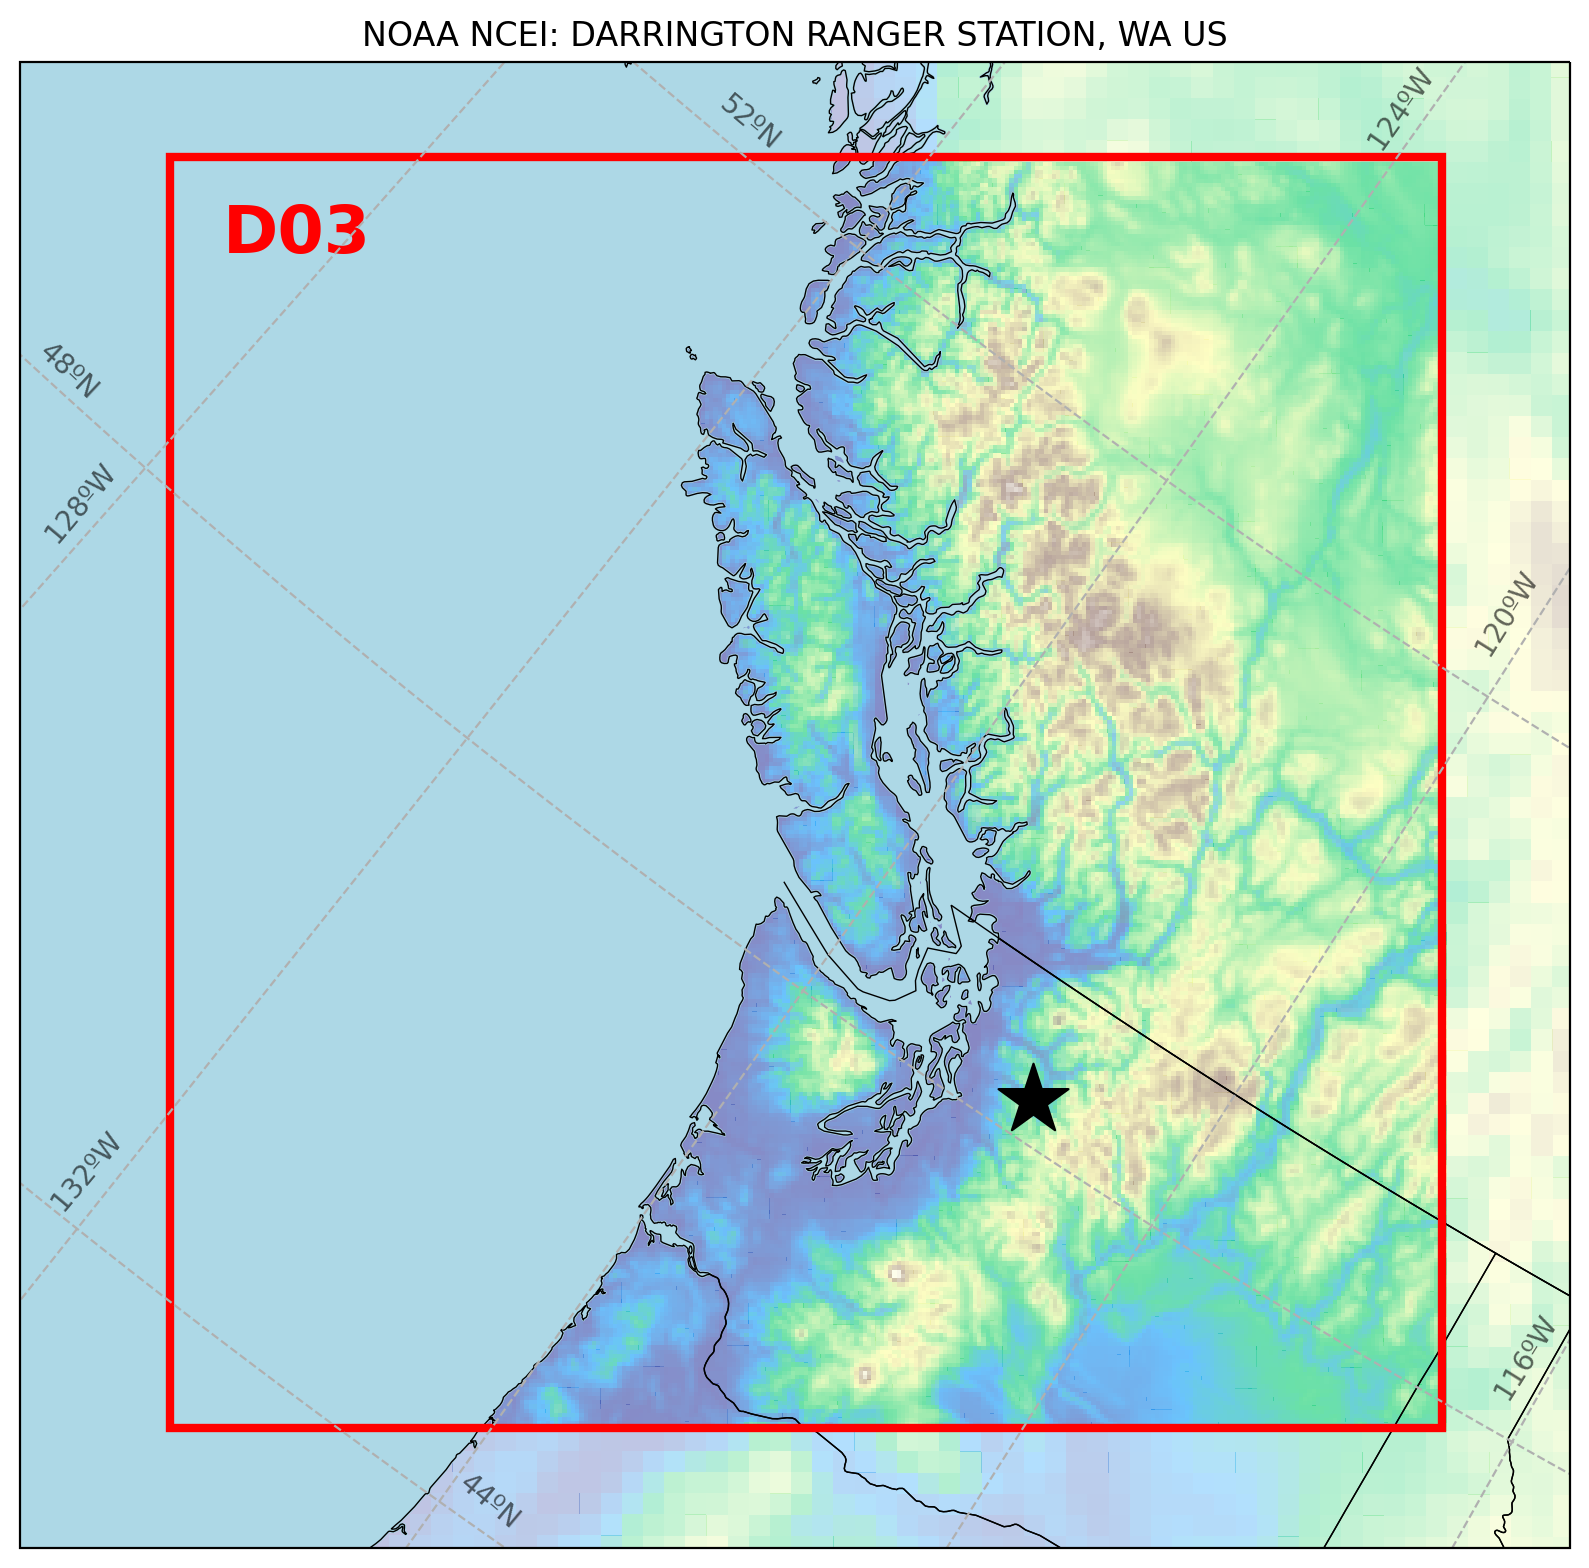 NOAA NCEI: DARRINGTON RANGER STATION, WA US
52ºN
124ºW
D03
48ºN
128ºW
120ºW
132ºW
116ºW
44ºN